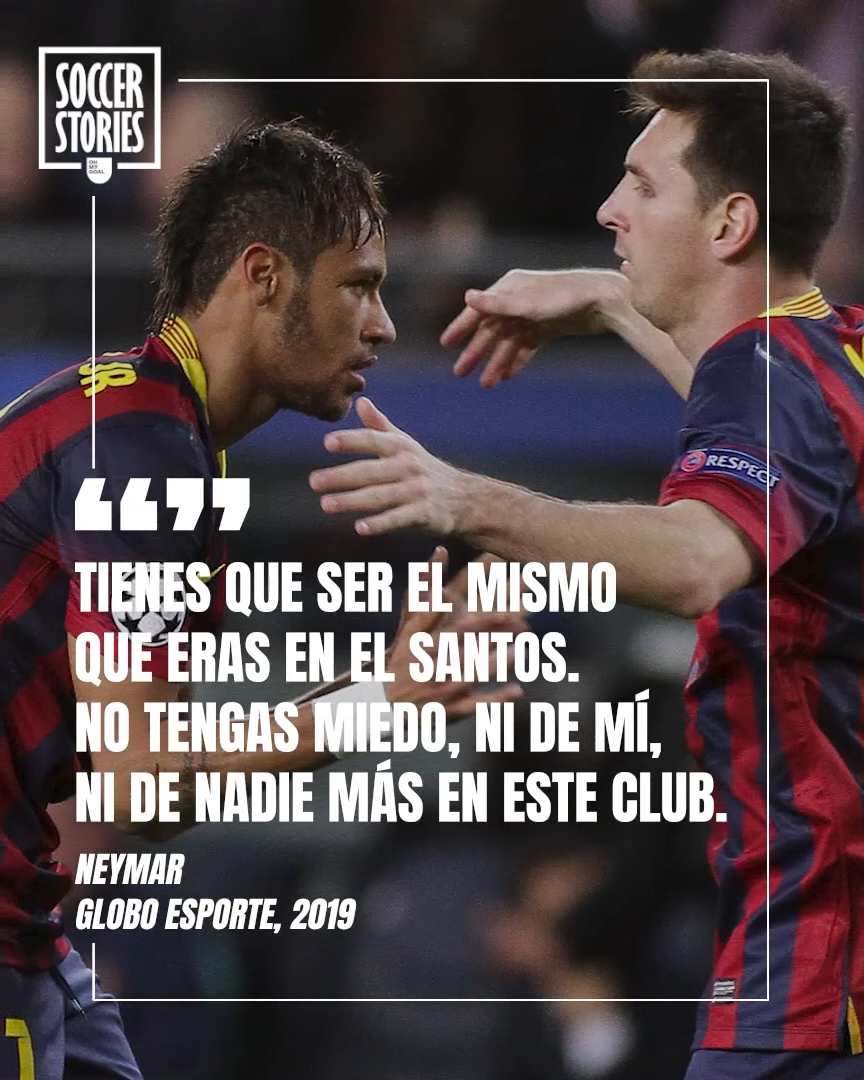 SOCCER
STORIES
OH
MY
GOAL
RESPECT
“”
TIENES QUE SER EL MISMO
QUE ERAS EN EL SANTOS.
NO TENGAS MIEDO, NI DE MÍ,
NI DE NADIE MÁS EN ESTE CLUB.
NEYMAR
GLOBO ESPORTE, 2019